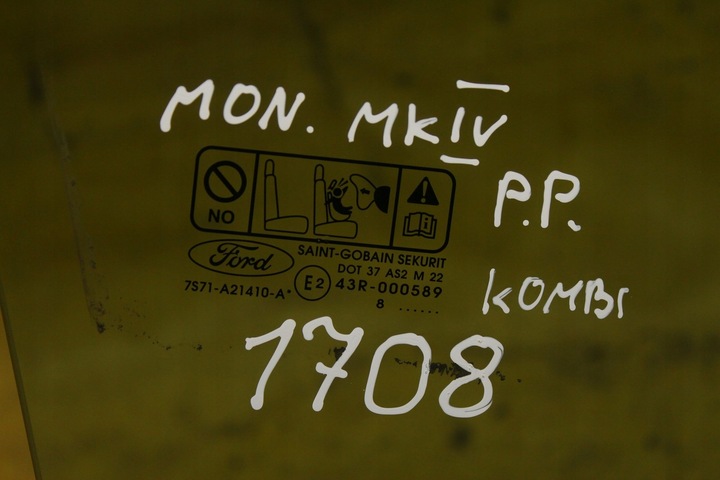 MON. MKIV
P.P.
NO
SAINT-GOBAIN SEKURIT
Ford
DOT 37 AS2 M 22
7S71-A21410-A*
E2
43R-000589
8 ......
KOMBI
1708